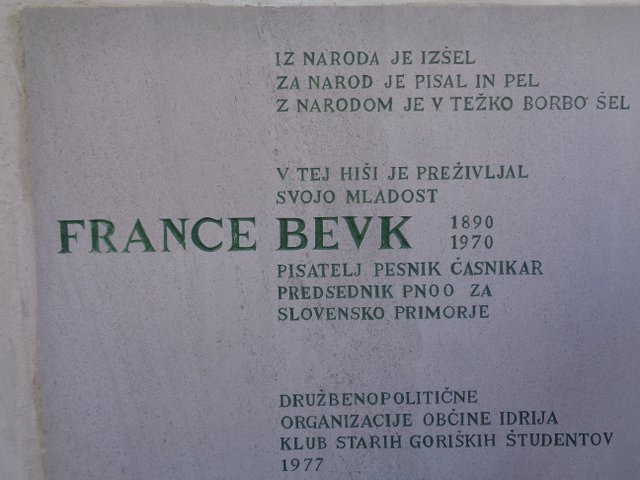 IZ NARODA JE IZŠEL
ZA NAROD JE PISAL IN PEL
Z NARODOM JE V TEŽKO BORBO ŠEL
V TEJ HIŠI JE PREŽIVLJAL
SVOJO MLADOST
FRANCE BEVK 1890
1970
PISATELJ PESNIK ČASNIKAR
PREDSEDNIK PNOO ZA
SLOVENSKO PRIMORJE
DRUŽBENOPOLITIČNE
ORGANIZACIJE OBČINE IDRIJA
KLUB STARIH GORIŠKIH ŠTUDENTOV
1977